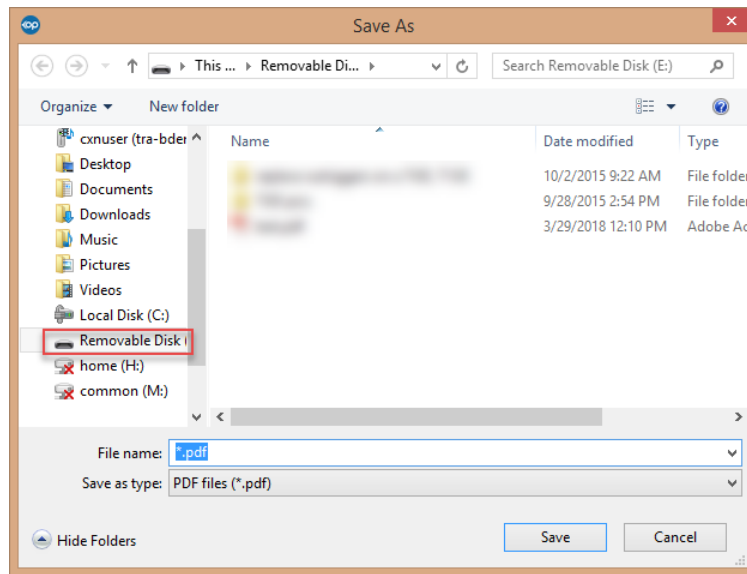 op
Save As
This ... Removable Di...
Search Removable Disk (E:)
Organize
New folder
cxnuser (tra-bder
Desktop
Documents
Downloads
Music
Pictures
Videos
Local Disk (C:)
Removable Disk (
home (H:)
common (M:)
Name Date modified Type
10/2/2015 9:22 AM File folder
9/28/2015 2:54 PM File folder
3/29/2018 12:10 PM Adobe Ac
File name: *.pdf
Save as type: PDF files (*.pdf)
Hide Folders
Save
Cancel